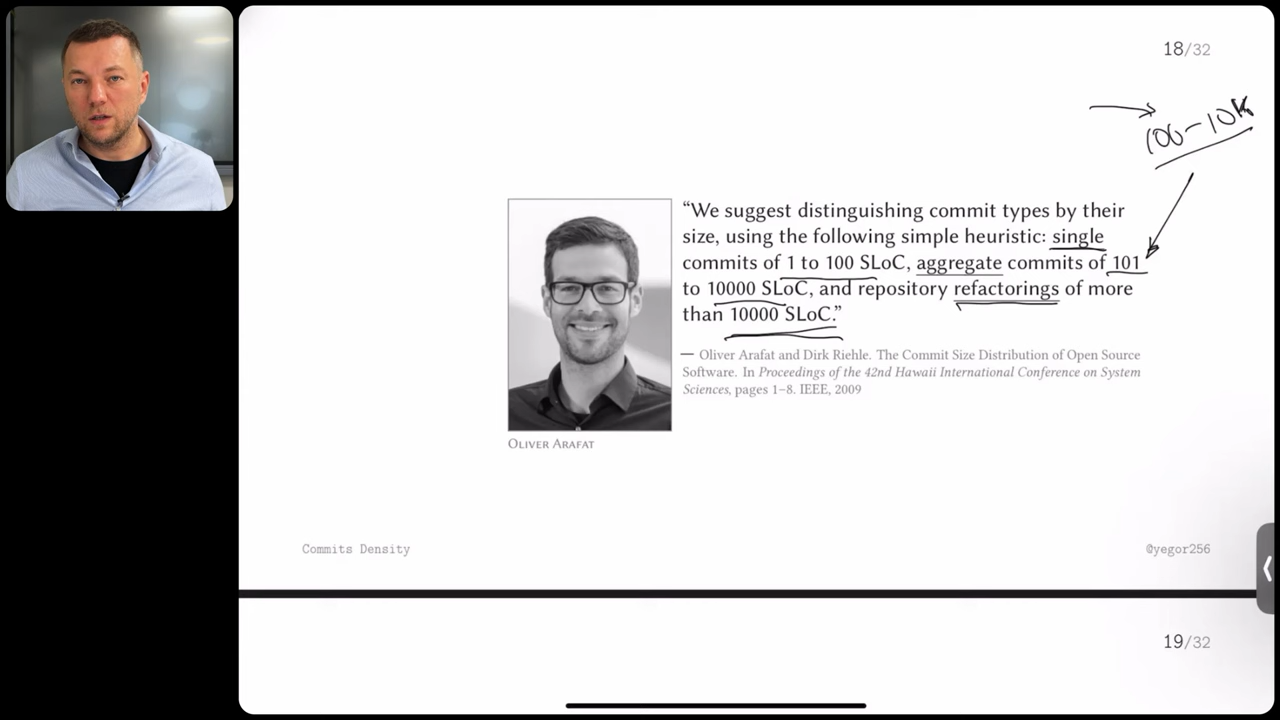 18/32
100-10K
“We suggest distinguishing commit types by their
size, using the following simple heuristic: single
commits of 1 to 100 SLoC, aggregate commits of 101
to 10000 SLoC, and repository refactorings of more
than 10000 SLoC.”
— Oliver Arafat and Dirk Riehle. The Commit Size Distribution of Open Source
Software. In Proceedings of the 42nd Hawaii International Conference on System
Sciences, pages 1–8. IEEE, 2009
Oliver Arafat
Commits Density
@yegor256
19/32